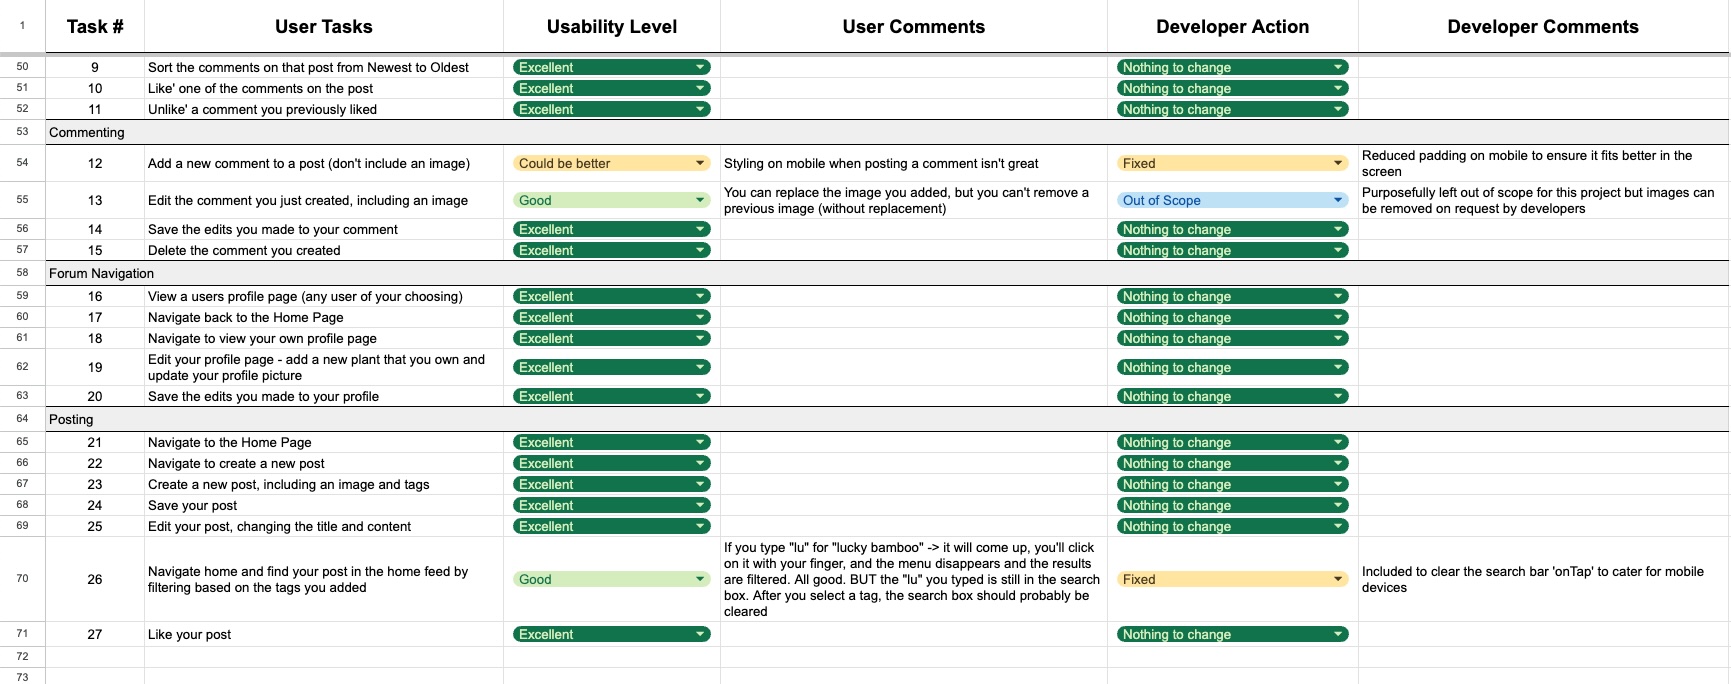 1 Task # User Tasks Usability Level User Comments Developer Action Developer Comments
50 9 Sort the comments on that post from Newest to Oldest Excellent Nothing to change
51 10 Like' one of the comments on the post Excellent Nothing to change
52 11 Unlike' a comment you previously liked Excellent Nothing to change
53 Commenting
54 12 Add a new comment to a post (don't include an image) Could be better Styling on mobile when posting a comment isn't great Fixed Reduced padding on mobile to ensure it fits better in the
screen
55 13 Edit the comment you just created, including an image Good You can replace the image you added, but you can't remove a
previous image (without replacement) Out of Scope Purposefully left out of scope for this project but images can
be removed on request by developers
56 14 Save the edits you made to your comment Excellent Nothing to change
57 15 Delete the comment you created Excellent Nothing to change
58 Forum Navigation
59 16 View a users profile page (any user of your choosing) Excellent Nothing to change
60 17 Navigate back to the Home Page Excellent Nothing to change
61 18 Navigate to view your own profile page Excellent Nothing to change
62 19 Edit your profile page - add a new plant that you own and
update your profile picture Excellent Nothing to change
63 20 Save the edits you made to your profile Excellent Nothing to change
64 Posting
65 21 Navigate to the Home Page Excellent Nothing to change
66 22 Navigate to create a new post Excellent Nothing to change
67 23 Create a new post, including an image and tags Excellent Nothing to change
68 24 Save your post Excellent Nothing to change
69 25 Edit your post, changing the title and content Excellent Nothing to change
70 26 Navigate home and find your post in the home feed by
filtering based on the tags you added Good If you type "lu" for "lucky bamboo" -> it will come up, you'll click
on it with your finger, and the menu disappears and the results
are filtered. All good. BUT the "lu" you typed is still in the search
box. After you select a tag, the search box should probably be
cleared Fixed Included to clear the search bar 'onTap' to cater for mobile
devices
71 27 Like your post Excellent Nothing to change
72
73